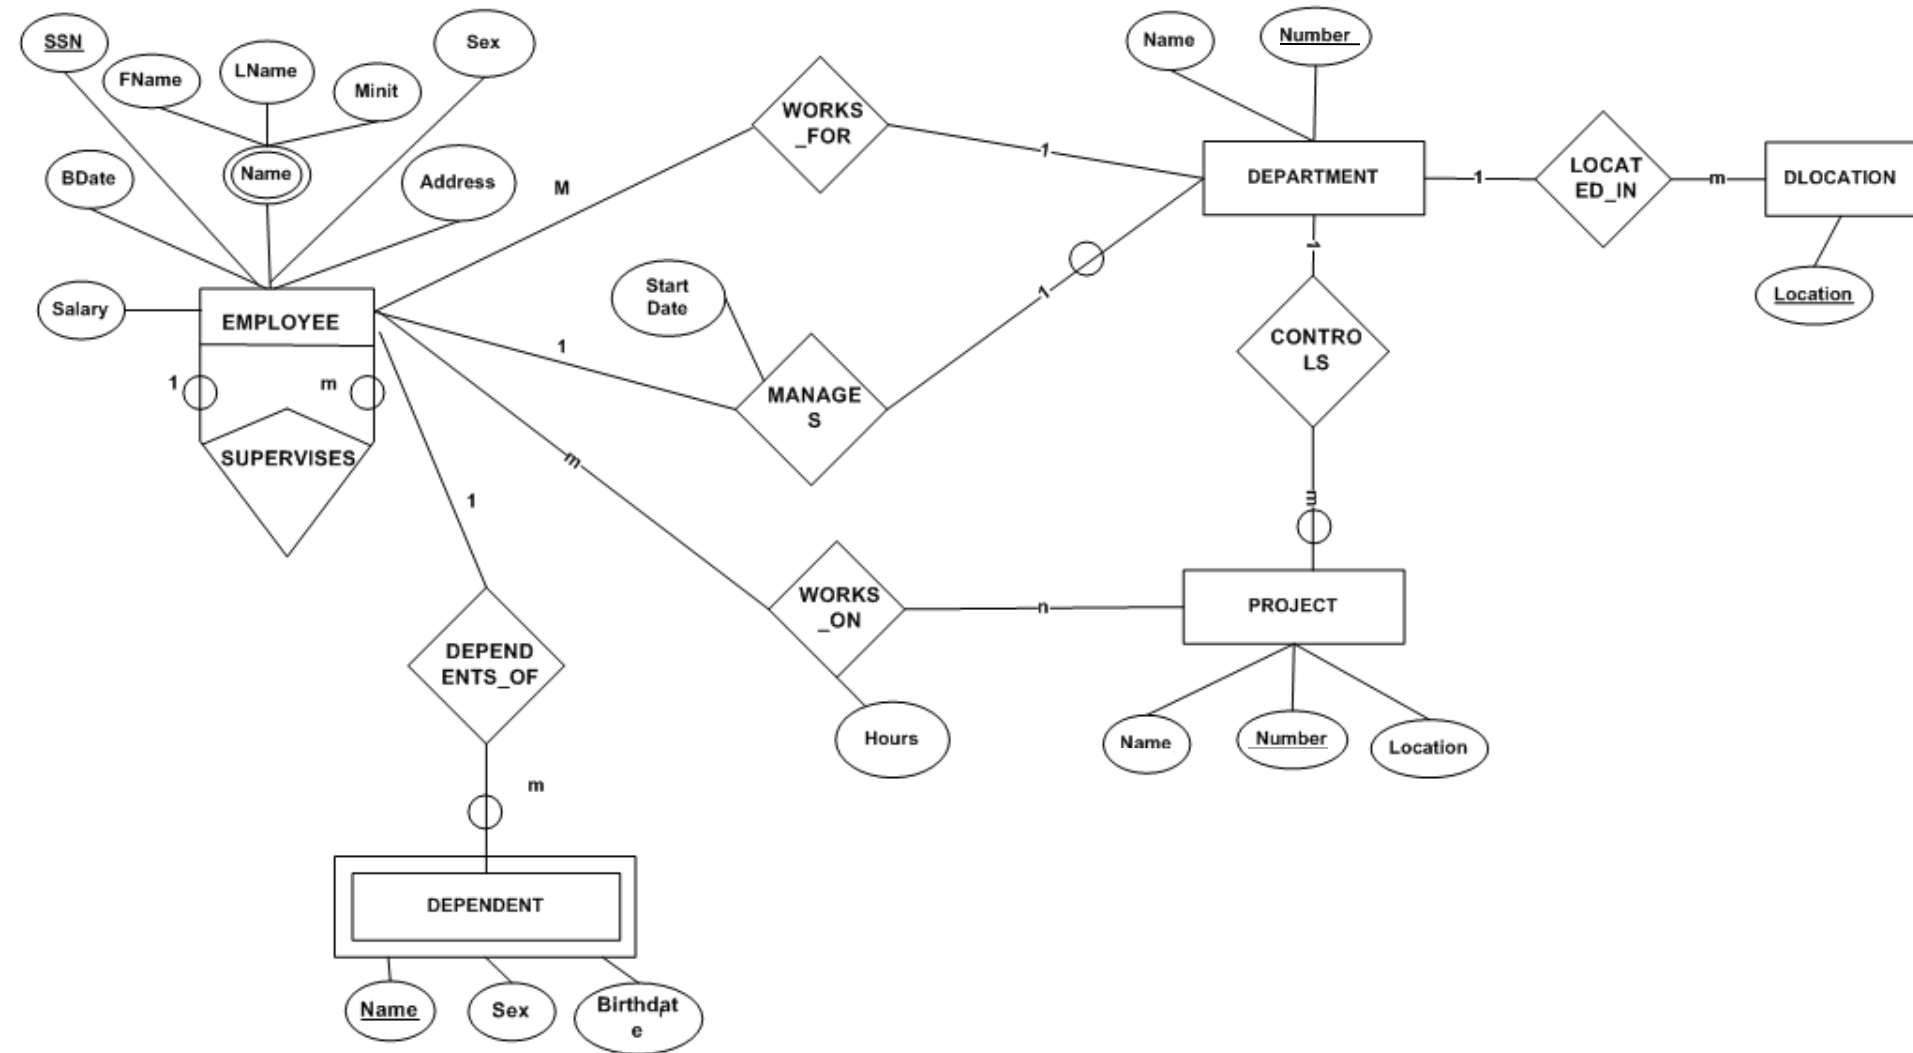 SSN
FName
LName
Minit
Sex
BDate
Name
Address
Salary
EMPLOYEE
1
m
SUPERVISES
M
WORKS
_FOR
1
Start
Date
1
MANAGE
S
1
Name
Number
DEPARTMENT
1
LOCAT
ED_IN
m
DLOCATION
Location
1
CONTRO
LS
m
m
WORKS
_ON
n
Hours
PROJECT
Name
Number
Location
1
DEPEND
ENTS_OF
m
DEPENDENT
Name
Sex
Birthdat
e